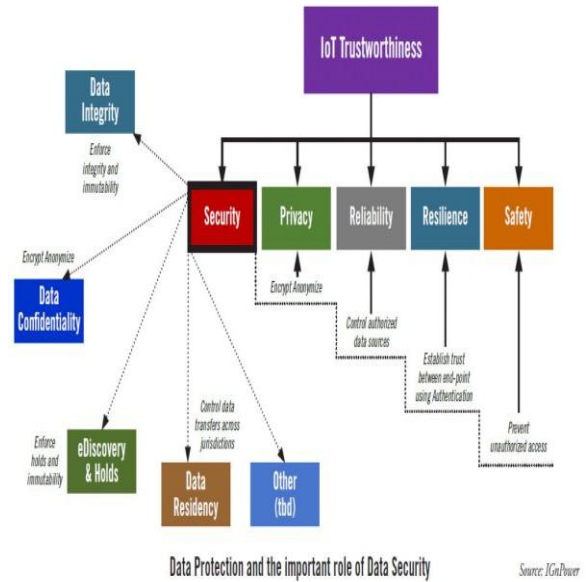 IoT Trustworthiness
Data
Integrity
Enforce
integrity and
immutability
Security
Privacy
Reliability
Resilience
Safety
Encrypt Anonymize
Data
Confidentiality
Encrypt Anonymize
Control authorized
data sources
Establish trust
between end-point
using Authentication
Prevent
unauthorized access
Enforce
holds and
immutability
eDiscovery
& Holds
Control data
transfers across
jurisdictions
Data
Residency
Other
(tbd)
Data Protection and the important role of Data Security
Source: IGnPower